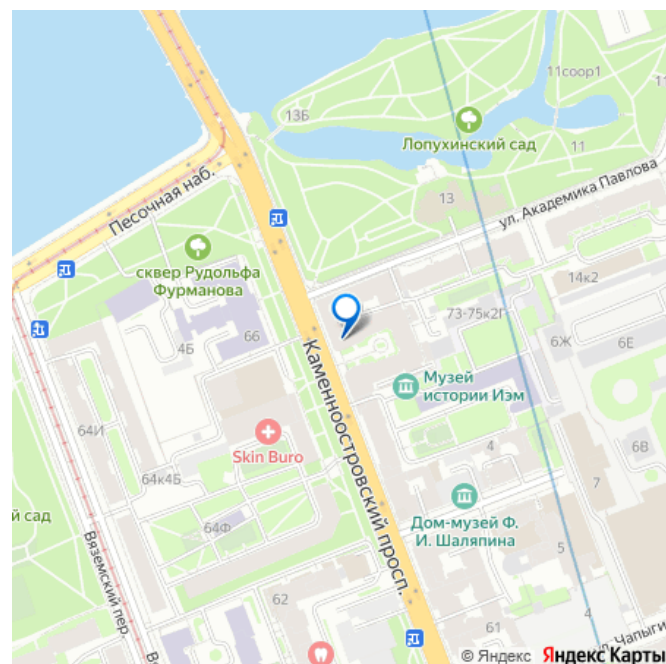 11соор1
13Б
Лопухинский сад
11
Песочная наб.
13
ул. Академика Павлова
сквер Рудольфа
Фурманова
14к2
73-75к2Г
66
4Б
6Ж
6Е
Музей
истории Иэм
Каменноостровский просп.
64И
Skin Buro
4
6В
64к4Б
7
Дом-музей Ф.
И. Шаляпина
й сад
64Ф
Вяземский пер.
5
62
4
61
Чапыги
© Яндекс Яндекс Карты